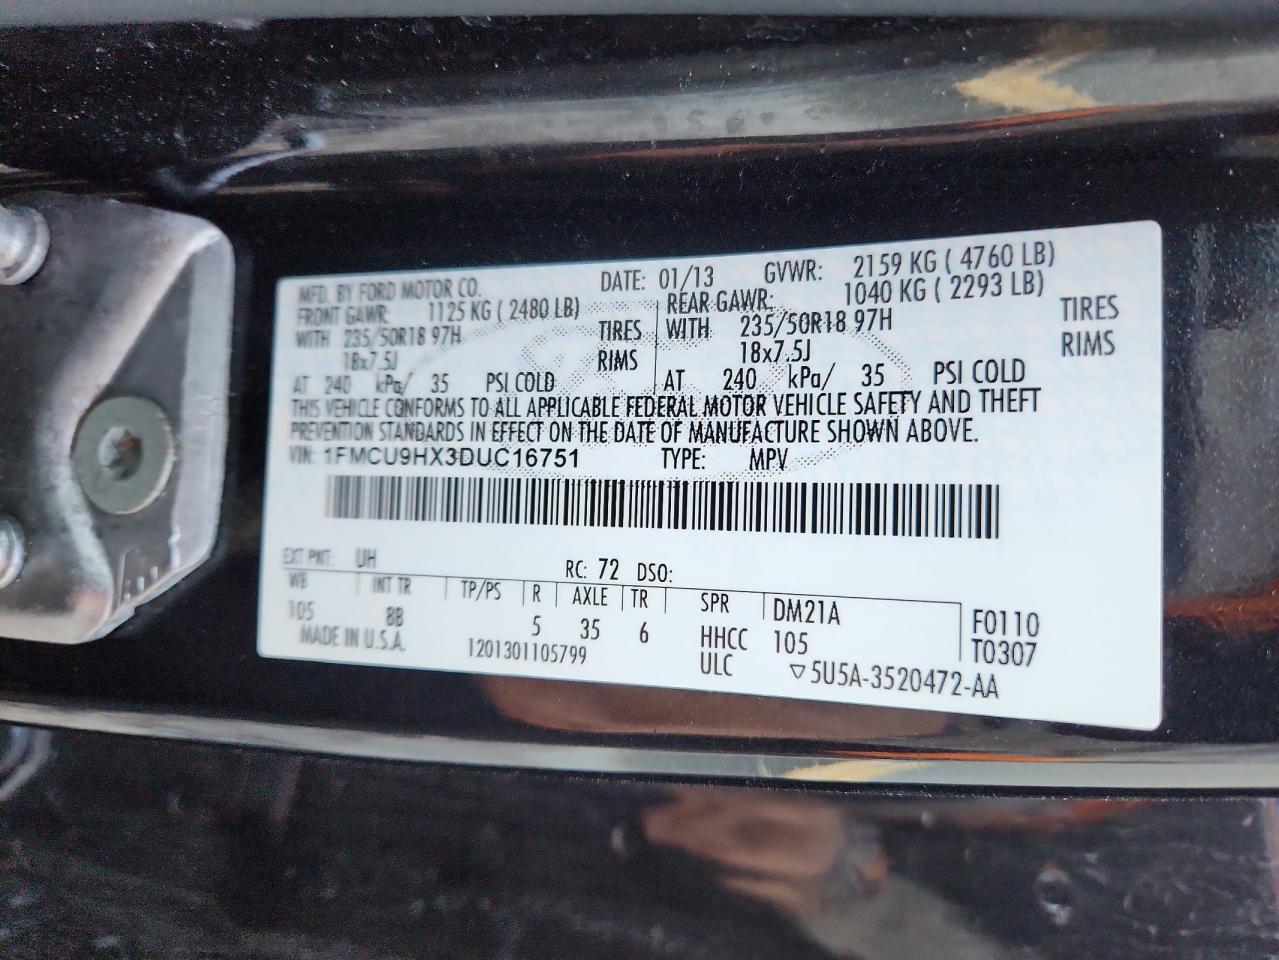 MFD. BY FORD MOTOR CO. DATE: 01/13 GVWR: 2159 KG ( 4760 LB)
FRONT GAWR: 1125 KG ( 2480 LB) REAR GAWR: 1040 KG ( 2293 LB)
WITH 235/50R18 97H TIRES WITH 235/50R18 97H TIRES
18x7.5J RIMS 18x7.5J RIMS
AT 240 kPa/ 35 PSI COLD AT 240 kPa/ 35 PSI COLD
THIS VEHICLE CONFORMS TO ALL APPLICABLE FEDERAL MOTOR VEHICLE SAFETY AND THEFT
PREVENTION STANDARDS IN EFFECT ON THE DATE OF MANUFACTURE SHOWN ABOVE.
VIN: 1FMCU9HX3DUC16751 TYPE: MPV
EXT PNT: UH RC: 72 DSO:
WB INT TR TP/PS R AXLE TR SPR DM21A F0110
105 BB 5 35 6 HHCC 105 T0307
MADE IN U.S.A. 1201301105799 ULC ▽5U5A-3520472-AA